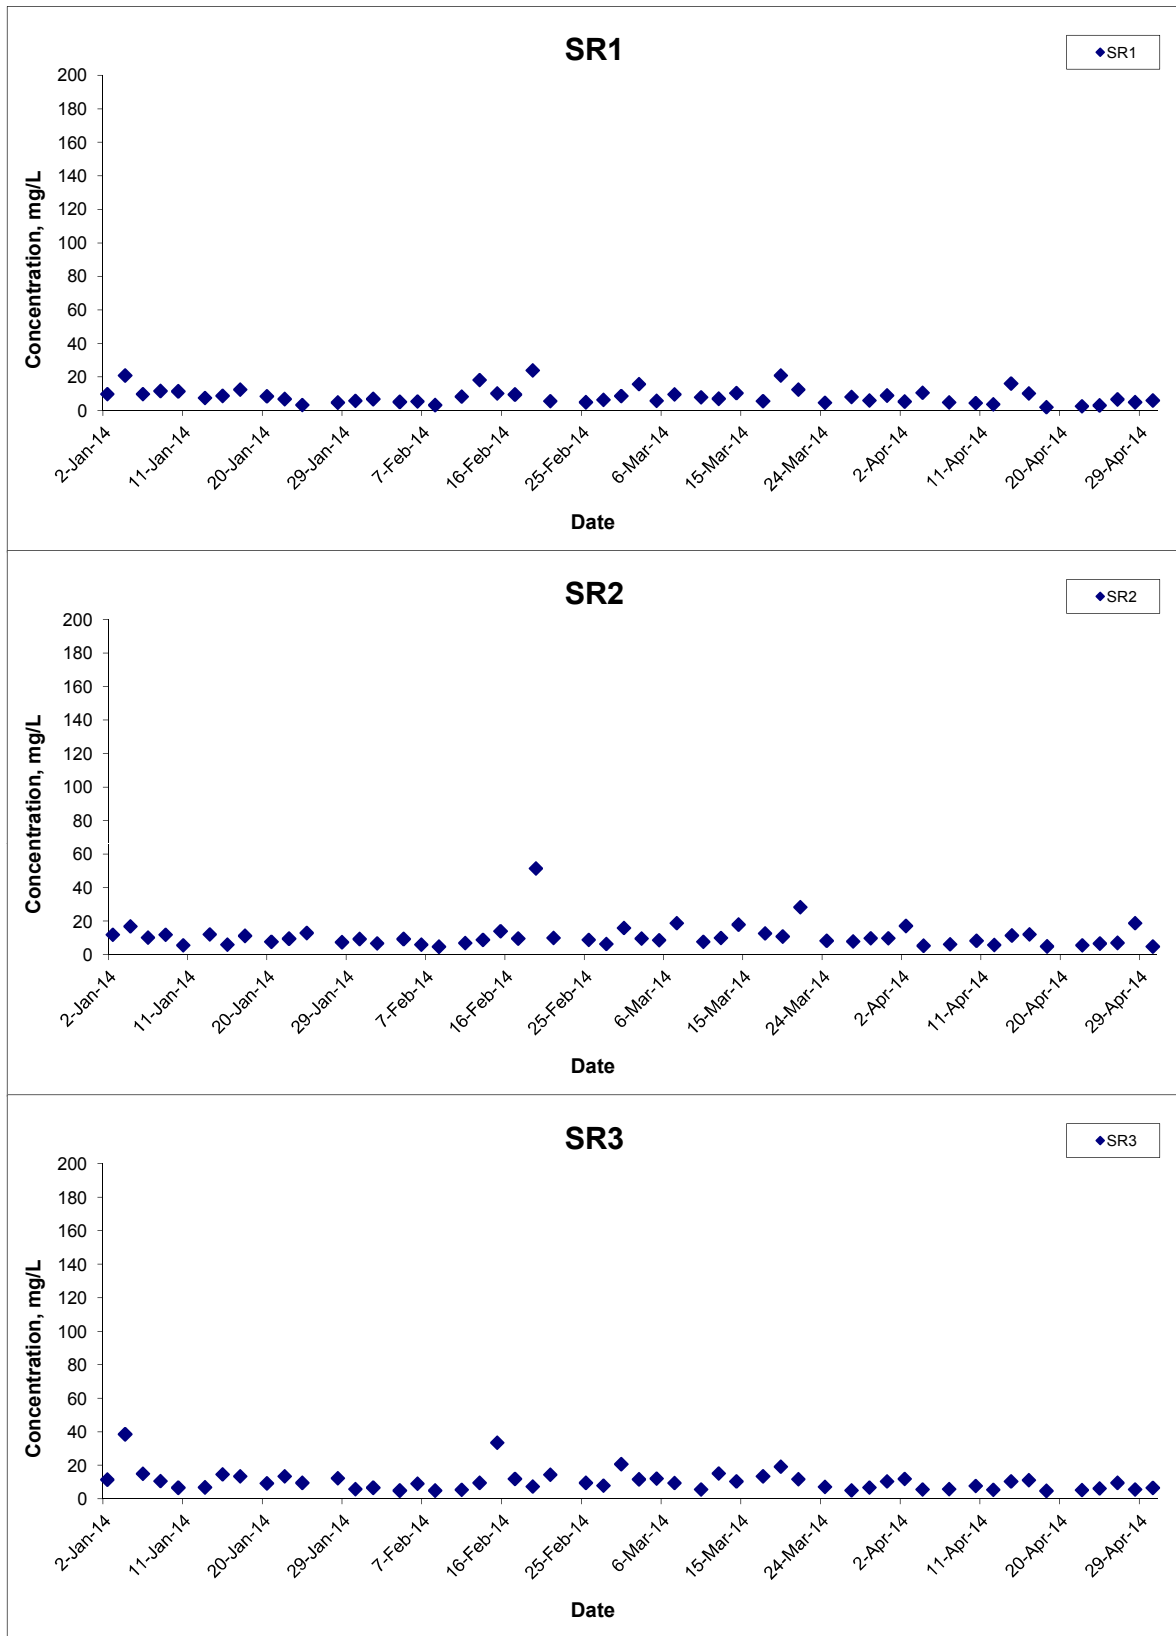 SR1
SR1
200
180
160
140
120
100
80
60
40
20
0
Concentration, mg/L
2-Jan-14
11-Jan-14
20-Jan-14
29-Jan-14
7-Feb-14
16-Feb-14
25-Feb-14
6-Mar-14
15-Mar-14
24-Mar-14
2-Apr-14
11-Apr-14
20-Apr-14
29-Apr-14
Date
SR2
SR2
200
180
160
140
120
100
80
60
40
20
0
Concentration, mg/L
2-Jan-14
11-Jan-14
20-Jan-14
29-Jan-14
7-Feb-14
16-Feb-14
25-Feb-14
6-Mar-14
15-Mar-14
24-Mar-14
2-Apr-14
11-Apr-14
20-Apr-14
29-Apr-14
Date
SR3
SR3
200
180
160
140
120
100
80
60
40
20
0
Concentration, mg/L
2-Jan-14
11-Jan-14
20-Jan-14
29-Jan-14
7-Feb-14
16-Feb-14
25-Feb-14
6-Mar-14
15-Mar-14
24-Mar-14
2-Apr-14
11-Apr-14
20-Apr-14
29-Apr-14
Date